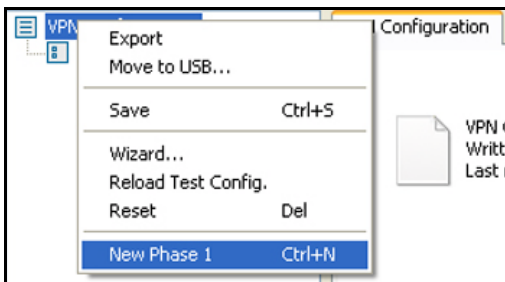 VPN
Configuration
Export
Move to USB...
Save Ctrl+S
VPN
Wizard...
Reload Test Config.
Last
Reset Del
New Phase 1 Ctrl+N